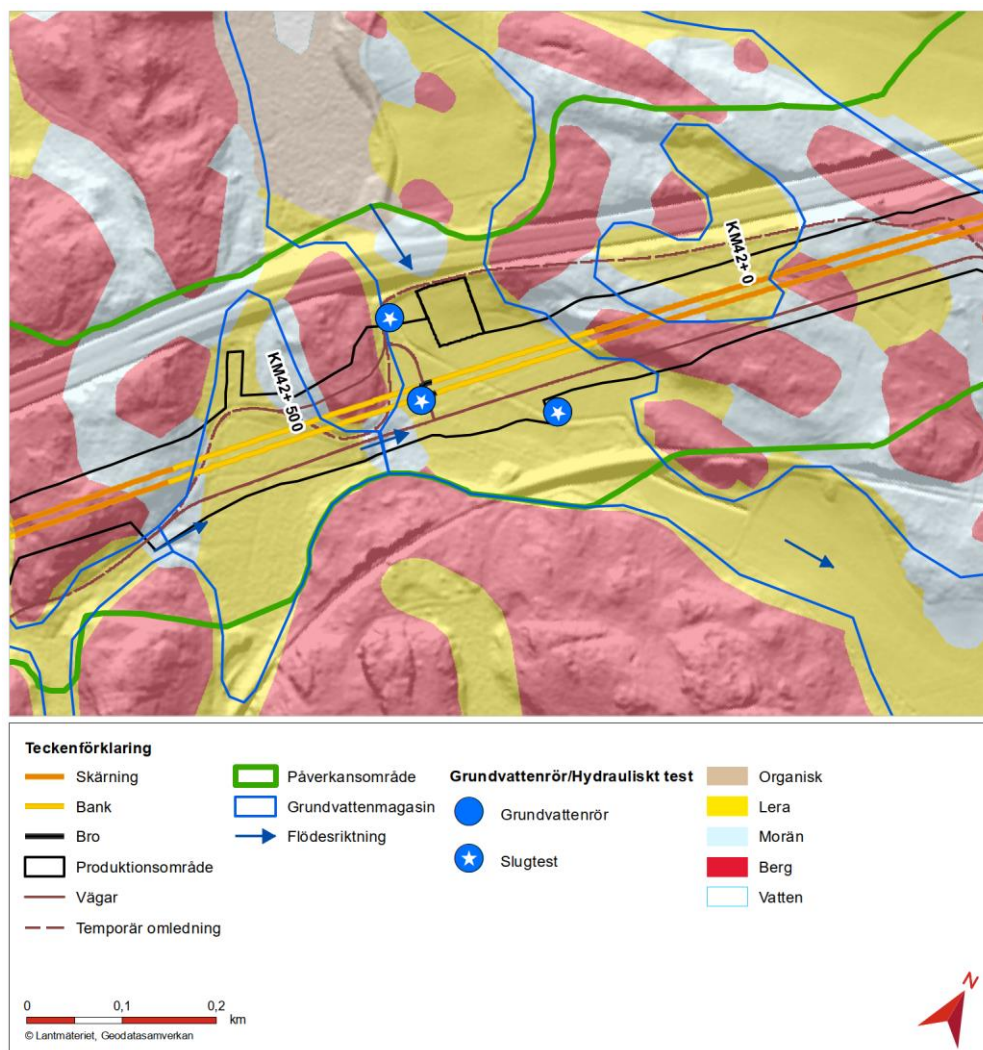 KM42+ 0
KM42+ 500
Teckenförklaring
Skärning
Bank
Bro
Produktionsområde
Vägar
Temporär omledning
Påverkansområde
Grundvattenmagasin
Flödesriktning
Grundvattenrör/Hydrauliskt test
Grundvattenrör
Slugtest
Organisk
Lera
Morän
Berg
Vatten
0 0,1 0,2
km
© Lantmäteriet, Geodatasamverkan
N